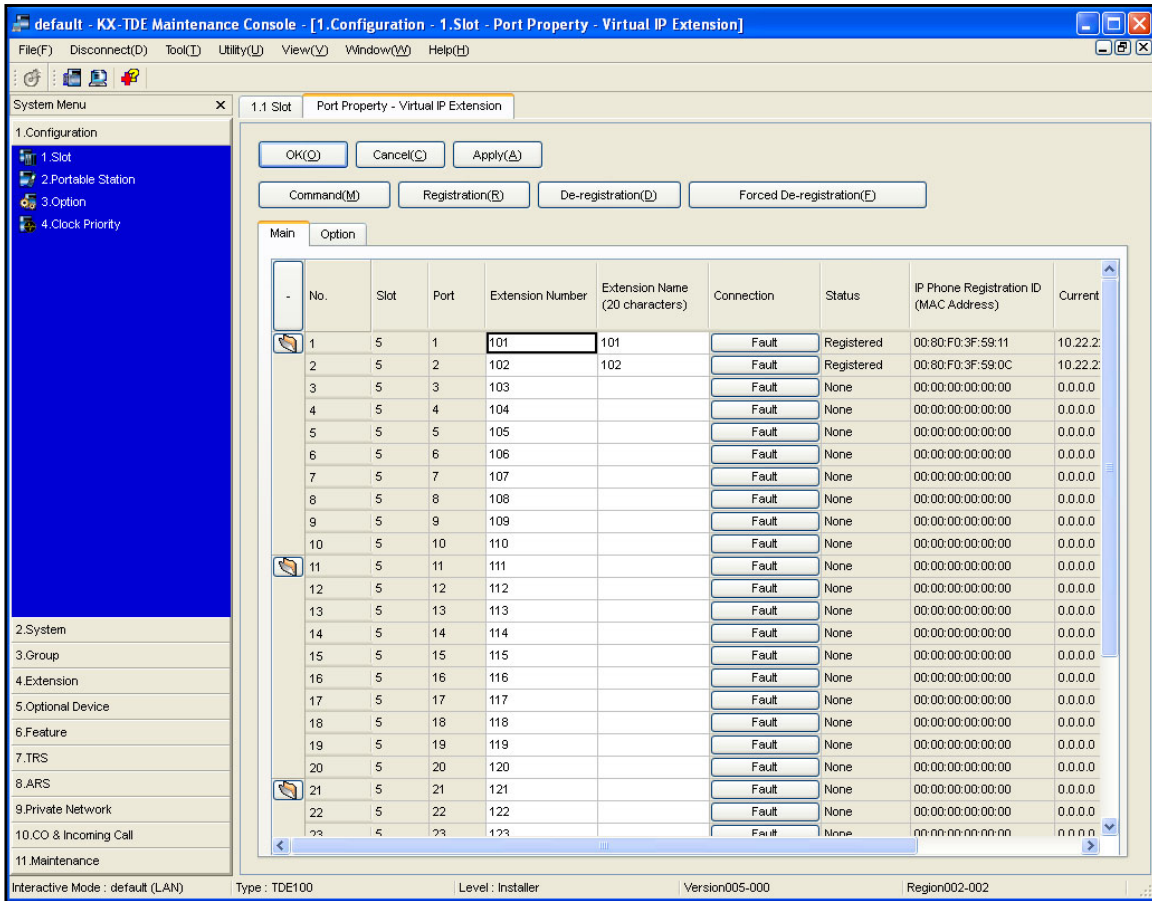 default - KX-TDE Maintenance Console - [1.Configuration - 1.Slot - Port Property - Virtual IP Extension]
File(F) Disconnect(D) Tool(T) Utility(U) View(V) Window(W) Help(H)
System Menu x
1.1 Slot Port Property - Virtual IP Extension
1.Configuration
1.Slot
2.Portable Station
3.Option
4.Clock Priority
2.System
3.Group
4.Extension
5.Optional Device
6.Feature
7.TRS
8.ARS
9.Private Network
10.CO & Incoming Call
11.Maintenance
OK(O) Cancel(C) Apply(A)
Command(M) Registration(R) De-registration(D) Forced De-registration(F)
Main Option
- No. Slot Port Extension Number Extension Name (20 characters) Connection Status IP Phone Registration ID (MAC Address) Current
1 5 1 101 101 Fault Registered 00:80:F0:3F:59:11 10.22.2
2 5 2 102 102 Fault Registered 00:80:F0:3F:59:0C 10.22.2
3 5 3 103 Fault None 00:00:00:00:00:00 0.0.0.0
4 5 4 104 Fault None 00:00:00:00:00:00 0.0.0.0
5 5 5 105 Fault None 00:00:00:00:00:00 0.0.0.0
6 5 6 106 Fault None 00:00:00:00:00:00 0.0.0.0
7 5 7 107 Fault None 00:00:00:00:00:00 0.0.0.0
8 5 8 108 Fault None 00:00:00:00:00:00 0.0.0.0
9 5 9 109 Fault None 00:00:00:00:00:00 0.0.0.0
10 5 10 110 Fault None 00:00:00:00:00:00 0.0.0.0
11 5 11 111 Fault None 00:00:00:00:00:00 0.0.0.0
12 5 12 112 Fault None 00:00:00:00:00:00 0.0.0.0
13 5 13 113 Fault None 00:00:00:00:00:00 0.0.0.0
14 5 14 114 Fault None 00:00:00:00:00:00 0.0.0.0
15 5 15 115 Fault None 00:00:00:00:00:00 0.0.0.0
16 5 16 116 Fault None 00:00:00:00:00:00 0.0.0.0
17 5 17 117 Fault None 00:00:00:00:00:00 0.0.0.0
18 5 18 118 Fault None 00:00:00:00:00:00 0.0.0.0
19 5 19 119 Fault None 00:00:00:00:00:00 0.0.0.0
20 5 20 120 Fault None 00:00:00:00:00:00 0.0.0.0
21 5 21 121 Fault None 00:00:00:00:00:00 0.0.0.0
22 5 22 122 Fault None 00:00:00:00:00:00 0.0.0.0
23 5 23 123 Fault None 00:00:00:00:00:00 0.0.0.0
Interactive Mode : default (LAN) Type : TDE100 Level : Installer Version005-000 Region002-002